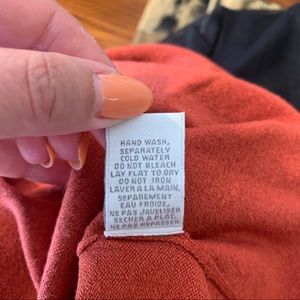 HAND WASH,
SEPARATELY
COLD WATER
DO NOT BLEACH
LAY FLAT TO DRY
DO NOT IRON
LAVER A LA MAIN,
SEPAREMENT
EAU FROIDE,
NE PAS JAVELISER
SECHER A PLAT,
NE PAS REPASSER